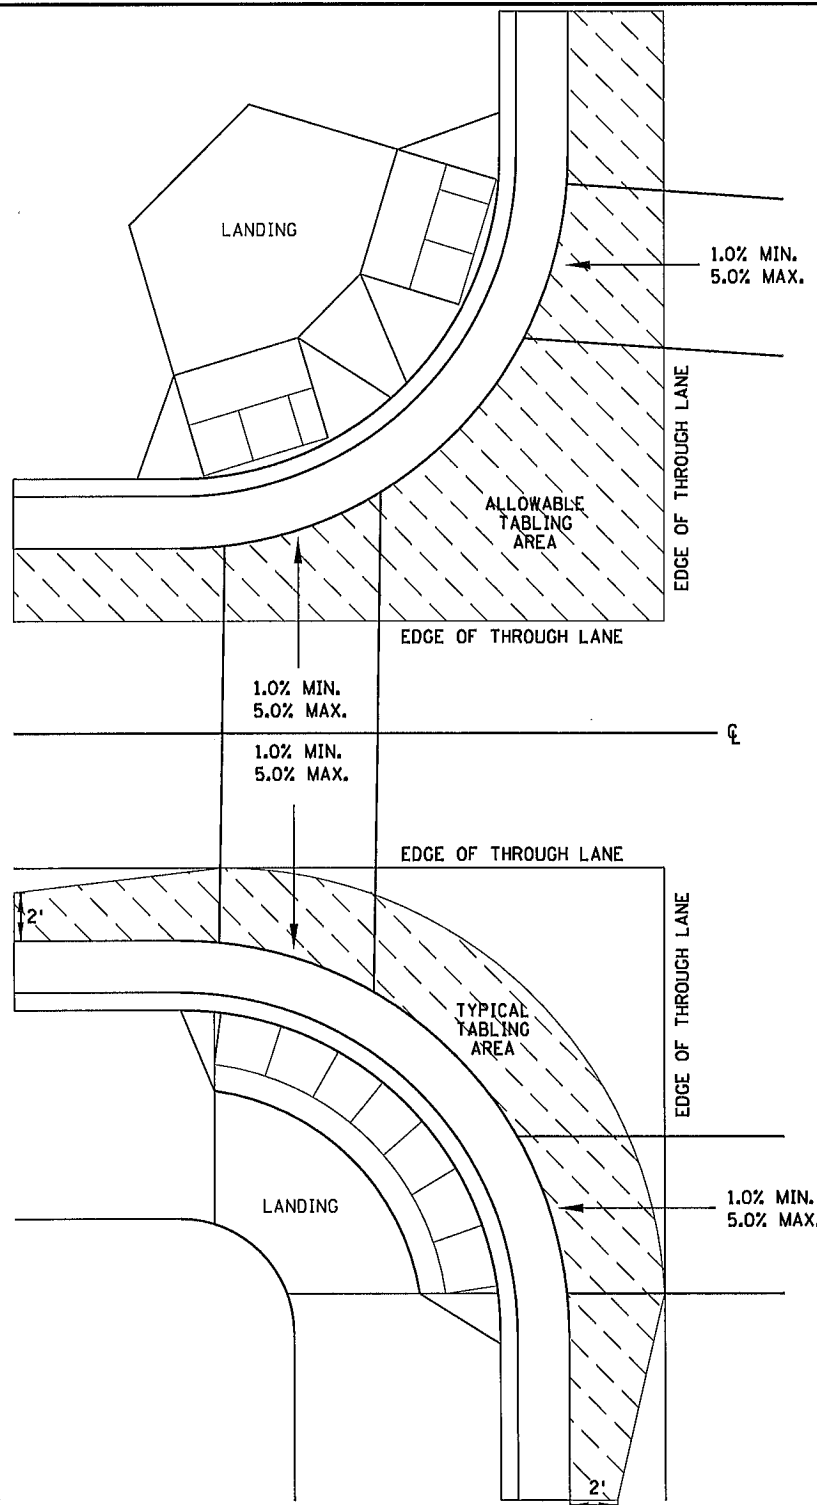 LANDING
1.0% MIN.
5.0% MAX.
EDGE OF THROUGH LANE
ALLOWABLE
TABLING
AREA
EDGE OF THROUGH LANE
1.0% MIN.
5.0% MAX.
℄
1.0% MIN.
5.0% MAX.
EDGE OF THROUGH LANE
2'
EDGE OF THROUGH LANE
TYPICAL
TABLING
AREA
LANDING
1.0% MIN.
5.0% MAX.
2'